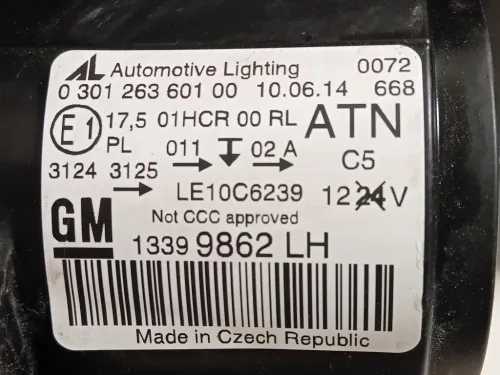 AL Automotive Lighting 0072
0 301 263 601 00 10.06.14 668
E1 17,5 01HCR 00 RL ATN
PL 011 → 02 A C5
3124 3125
→ LE10C6239 12 24 V
Not CCC approved
GM 1339 9862 LH
Made in Czech Republic